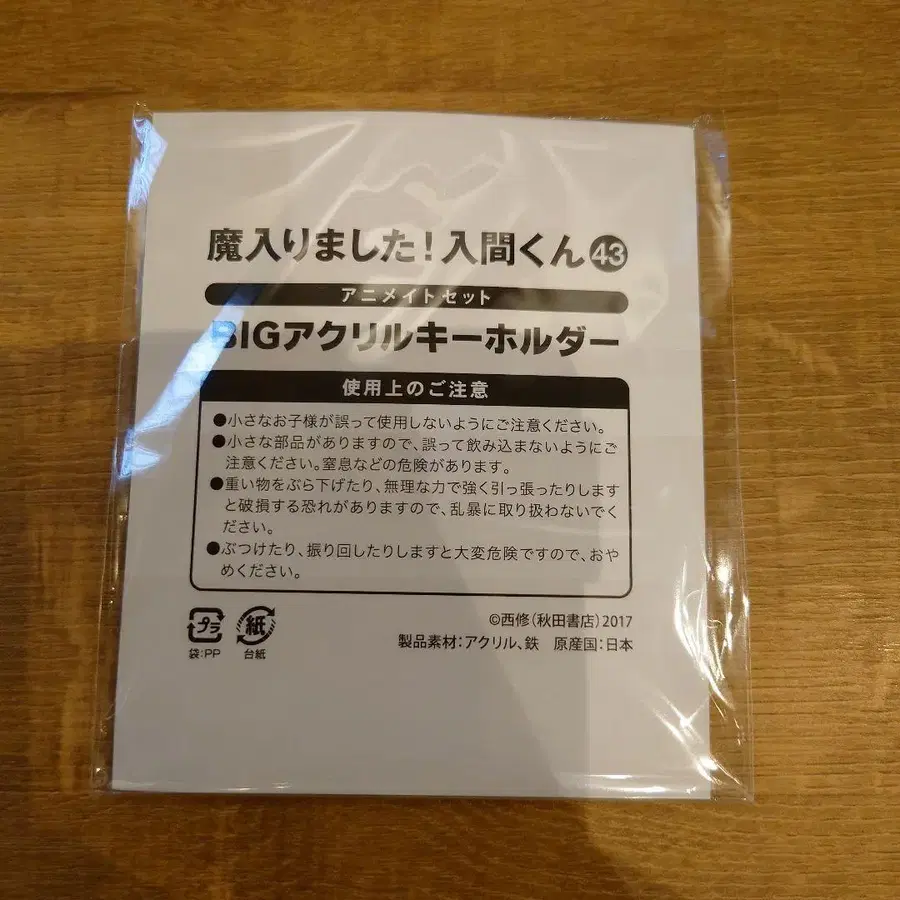 魔入りました!入間くん43
アニメイトセット
BIGアクリルキーホルダー
使用上のご注意
●小さなお子様が誤って使用しないようにご注意ください。
●小さな部品がありますので、誤って飲み込まないようにご
注意ください。窒息などの危険があります。
●重い物をぶら下げたり、無理な力で強く引っ張ったりします
と破損する恐れがありますので、乱暴に取り扱わないでく
ださい。
●ぶつけたり、振り回したりしますと大変危険ですので、おや
めください。
プラ 紙
袋:PP 台紙
©西修(秋田書店)2017
製品素材:アクリル、鉄 原産国:日本